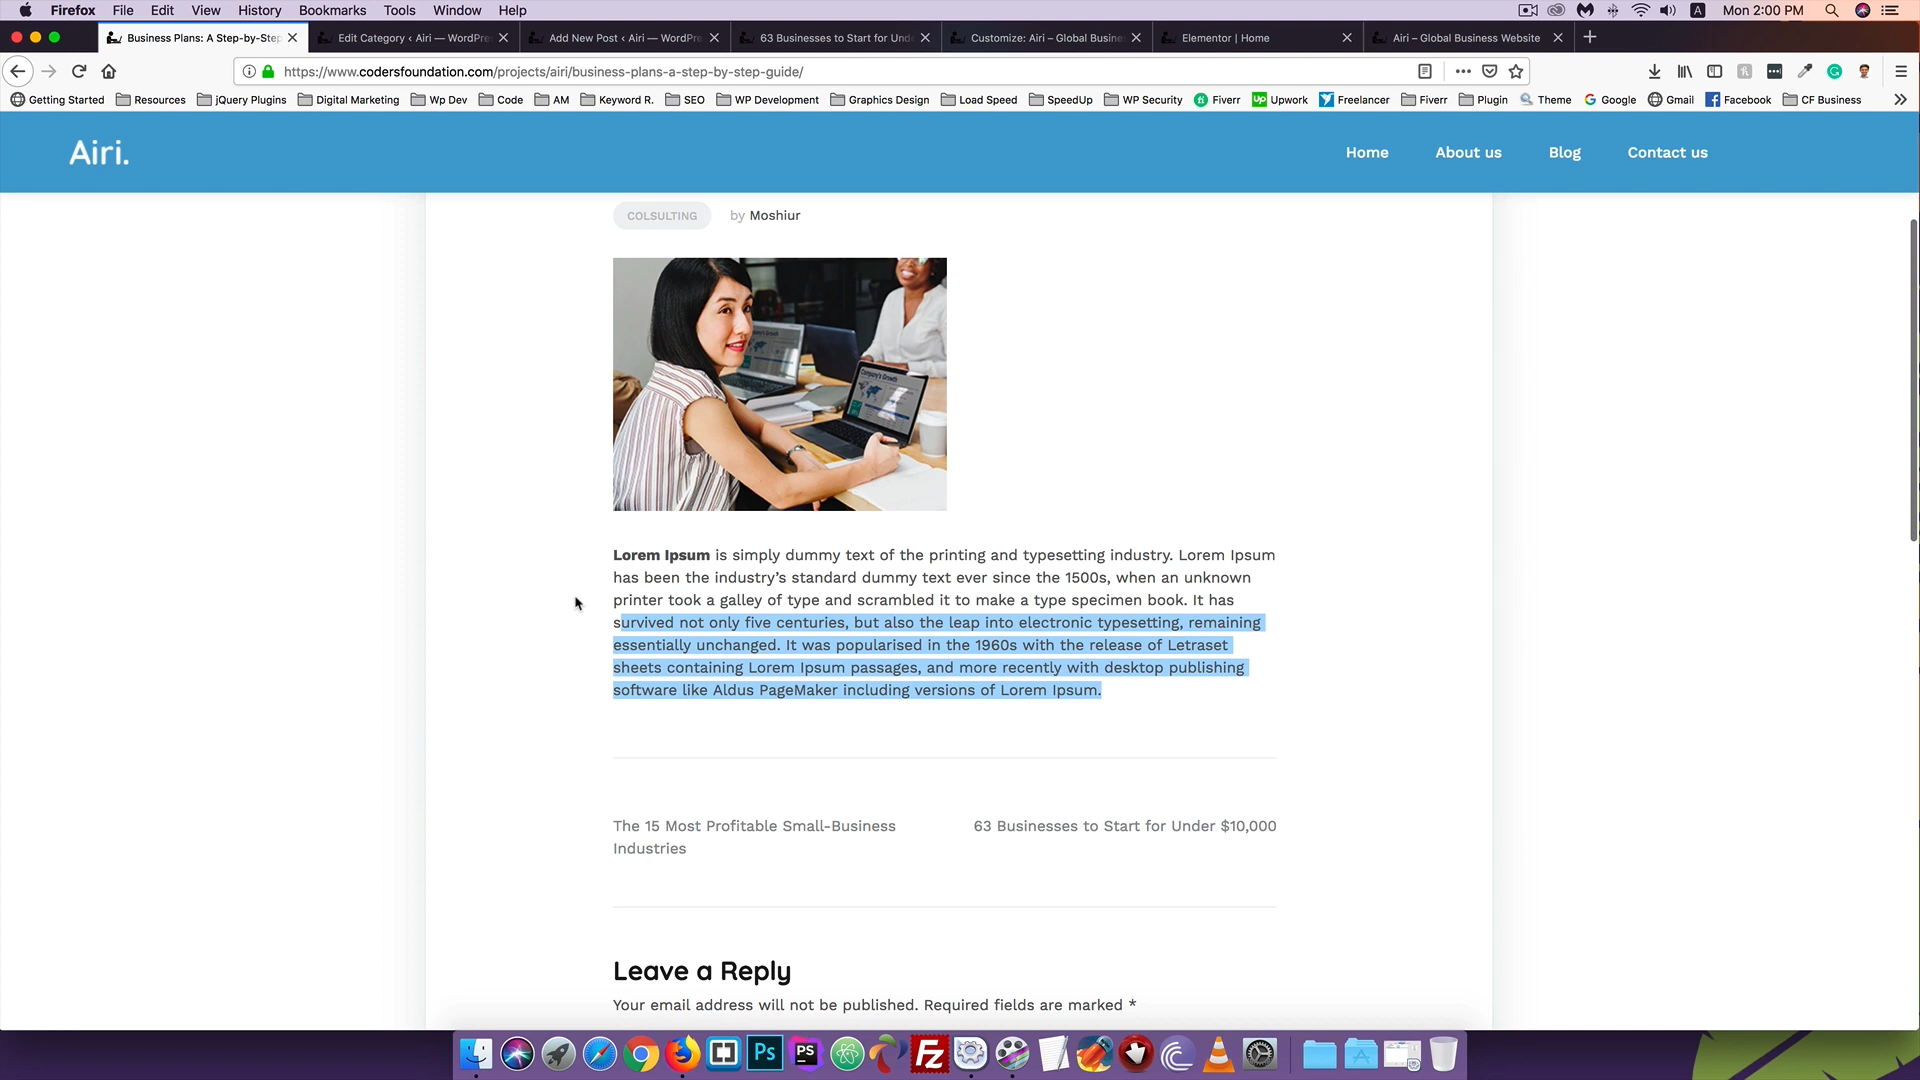 Firefox File Edit View History Bookmarks Tools Window Help
A Mon 2:00 PM
Business Plans: A Step-by-Step
Edit Category ‹ Airi — WordPre
Add New Post ‹ Airi — WordPr
63 Businesses to Start for Und
Customize: Airi – Global Busine
Elementor | Home
Airi – Global Business Website
https://www.codersfoundation.com/projects/airi/business-plans-a-step-by-step-guide/
Getting Started Resources jQuery Plugins Digital Marketing Wp Dev Code AM Keyword R. SEO WP Development Graphics Design Load Speed SpeedUp WP Security Fiverr Upwork Freelancer Fiverr Plugin Theme Google Gmail Facebook CF Business
Airi.
Home About us Blog Contact us
COLSULTING by Moshiur
Company's Growth
Lorem Ipsum is simply dummy text of the printing and typesetting industry. Lorem Ipsum
has been the industry’s standard dummy text ever since the 1500s, when an unknown
printer took a galley of type and scrambled it to make a type specimen book. It has
survived not only five centuries, but also the leap into electronic typesetting, remaining
essentially unchanged. It was popularised in the 1960s with the release of Letraset
sheets containing Lorem Ipsum passages, and more recently with desktop publishing
software like Aldus PageMaker including versions of Lorem Ipsum.
The 15 Most Profitable Small-Business
Industries
63 Businesses to Start for Under $10,000
Leave a Reply
Your email address will not be published. Required fields are marked *
Ps
PS
FZ